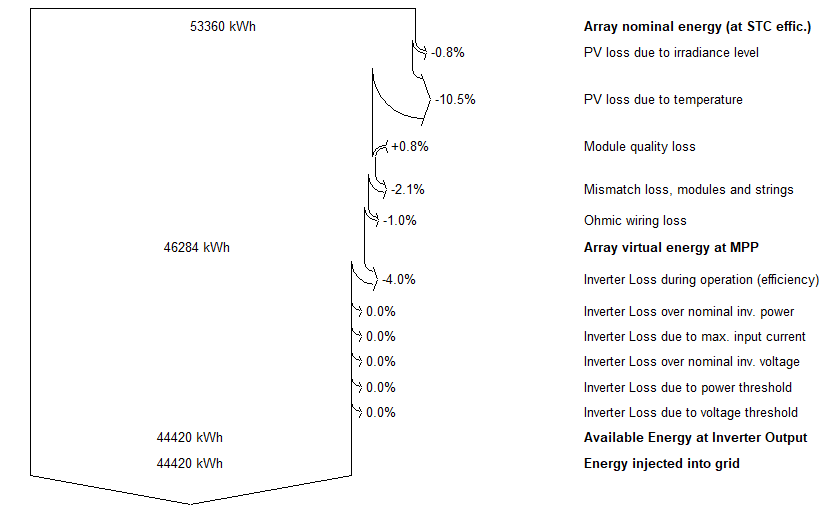 53360 kWh Array nominal energy (at STC effic.)
-0.8% PV loss due to irradiance level
-10.5% PV loss due to temperature
+0.8% Module quality loss
-2.1% Mismatch loss, modules and strings
-1.0% Ohmic wiring loss
46284 kWh Array virtual energy at MPP
-4.0% Inverter Loss during operation (efficiency)
0.0% Inverter Loss over nominal inv. power
0.0% Inverter Loss due to max. input current
0.0% Inverter Loss over nominal inv. voltage
0.0% Inverter Loss due to power threshold
0.0% Inverter Loss due to voltage threshold
44420 kWh Available Energy at Inverter Output
44420 kWh Energy injected into grid